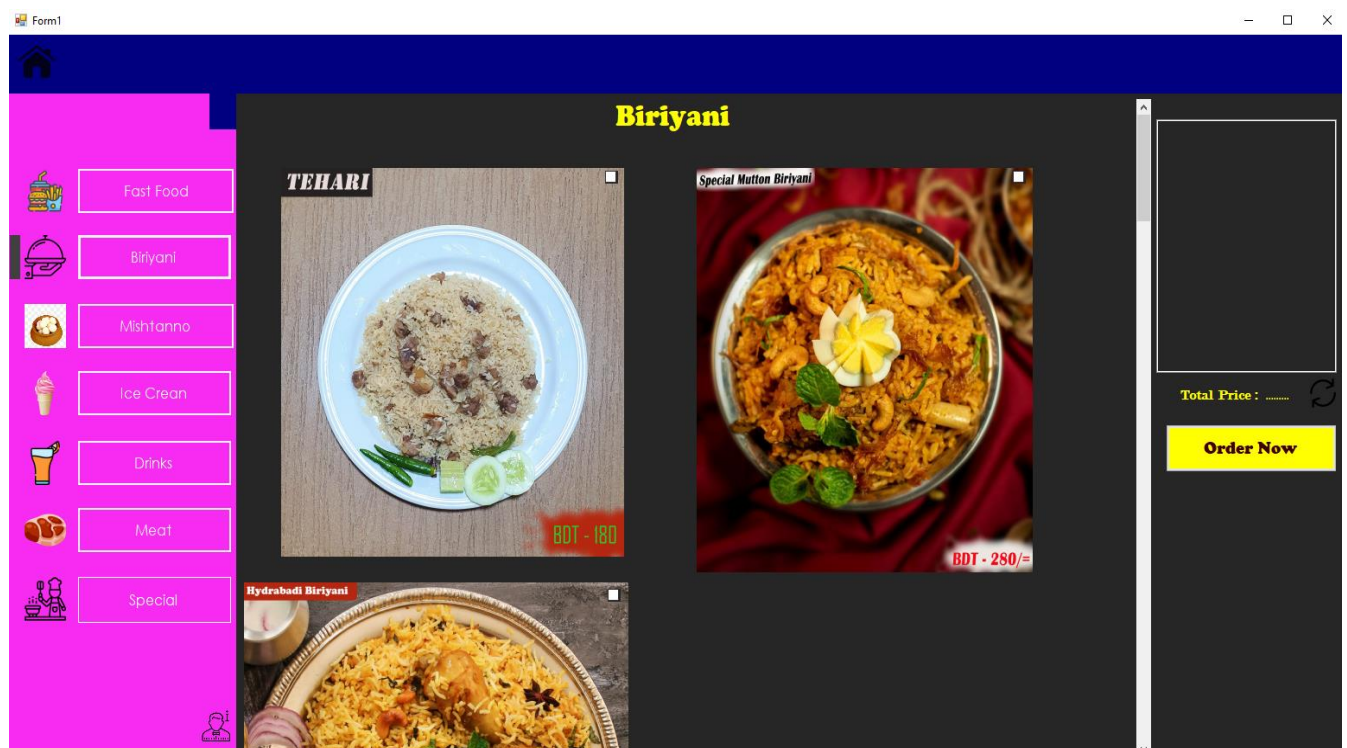 Form1
Biriyani
Fast Food
Biriyani
Mishtanno
Ice Crean
Drinks
Meat
Special
TEHARI
BDT - 180
Special Mutton Biriyani
BDT - 280/=
Hydrabadi Biriyani
Total Price : .........
Order Now